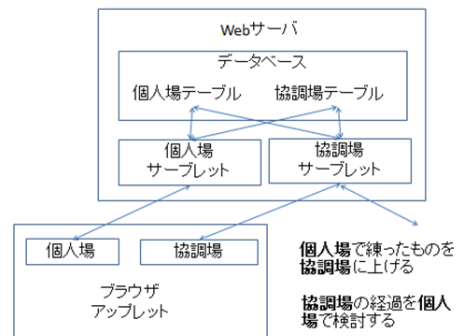 Webサーバ
データベース
個人場テーブル
協調場テーブル
個人場
サーブレット
協調場
サーブレット
個人場
協調場
ブラウザ
アップレット
個人場で練ったものを
協調場に上げる
協調場の経過を個人
場で検討する